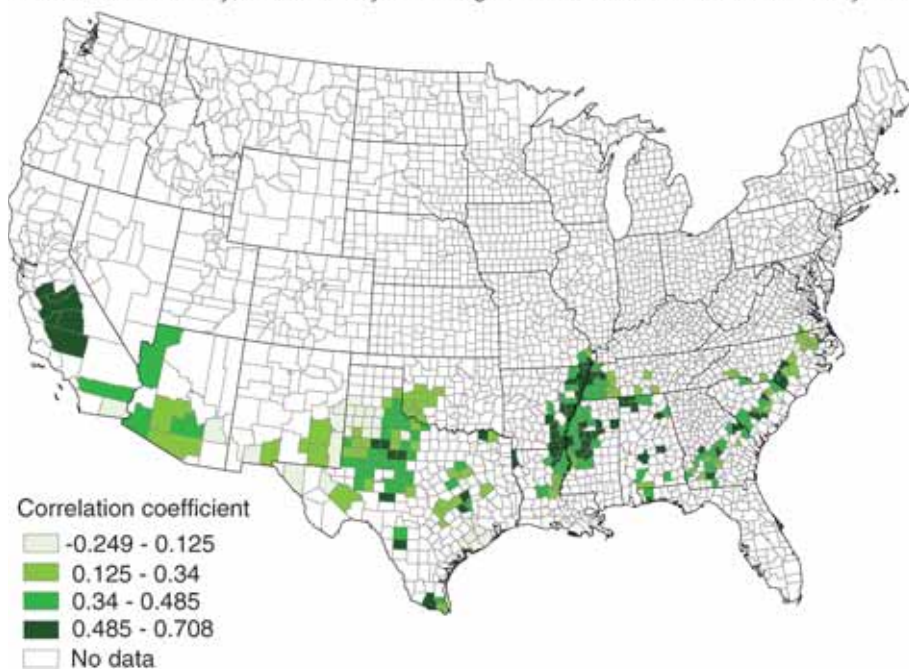 Correlation coefficient
-0.249 - 0.125
0.125 - 0.34
0.34 - 0.485
0.485 - 0.708
No data